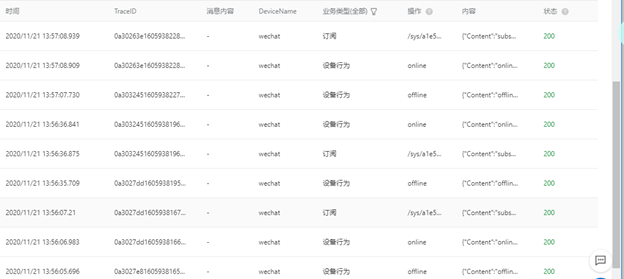 时间 TraceID 消息内容 DeviceName 业务类型(全部) 操作 内容 状态
2020/11/21 13:57:08.939 0a30263e1605938228... - wechat 订阅 /sys/a1e5... {"Content":"subs... 200
2020/11/21 13:57:08.909 0a30263e1605938228... - wechat 设备行为 online {"Content":"onlin... 200
2020/11/21 13:57:07.730 0a3032451605938227... - wechat 设备行为 offline {"Content":"offlin... 200
2020/11/21 13:56:36.841 0a3032451605938196... - wechat 设备行为 online {"Content":"onlin... 200
2020/11/21 13:56:36.875 0a3032451605938196... - wechat 订阅 /sys/a1e5... {"Content":"subs... 200
2020/11/21 13:56:35.709 0a3027dd1605938195... - wechat 设备行为 offline {"Content":"offlin... 200
2020/11/21 13:56:07.21 0a3027dd1605938167... - wechat 订阅 /sys/a1e5... {"Content":"subs... 200
2020/11/21 13:56:06.983 0a3027dd1605938166... - wechat 设备行为 online {"Content":"onlin... 200
2020/11/21 13:56:05.696 0a3027e81605938165... - wechat 设备行为 offline {"Content":"offlin... 200